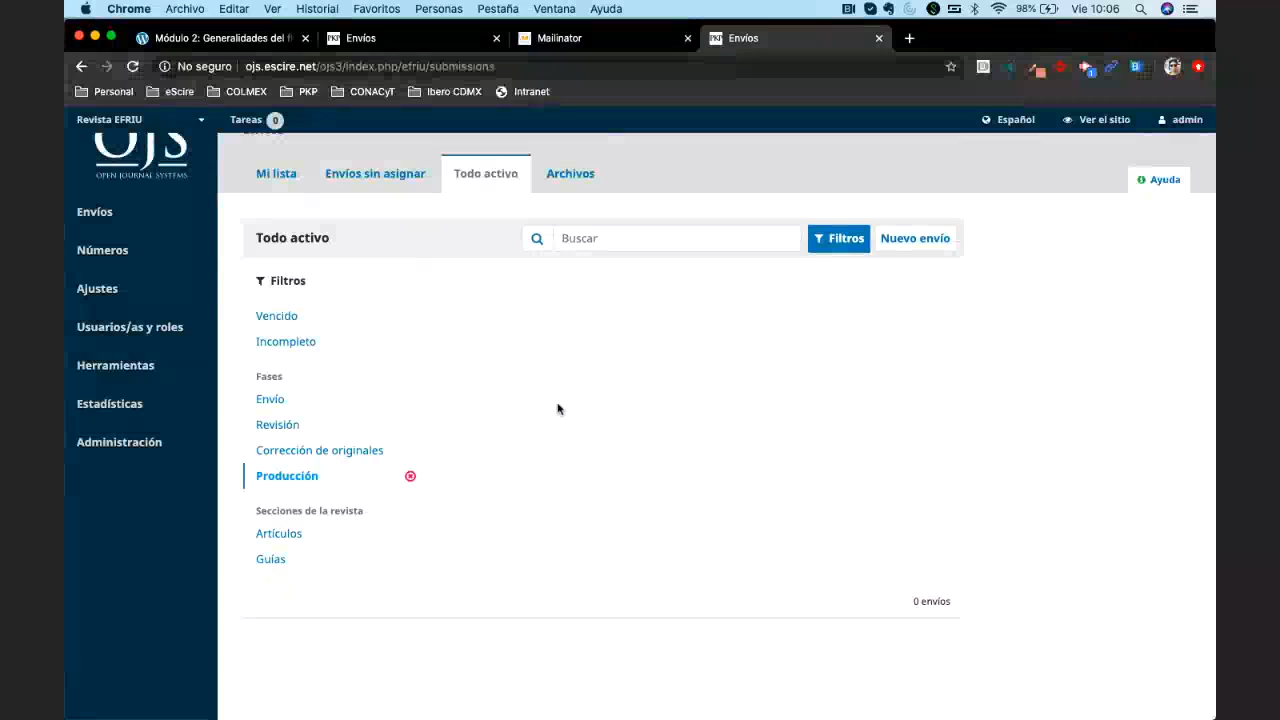 Chrome Archivo Editar Ver Historial Favoritos Personas Pestaña Ventana Ayuda 98% Vie 10:06
Módulo 2: Generalidades del f Envíos Mailinator Envíos
No seguro ojs.escire.net/ojs3/index.php/efriu/submissions
Personal eScire COLMEX PKP CONACyT Ibero CDMX Intranet
Revista EFRIU Tareas 0 Español Ver el sitio admin
OJS
OPEN JOURNAL SYSTEMS
Mi lista Envíos sin asignar Todo activo Archivos
Ayuda
Envíos
Números
Ajustes
Usuarios/as y roles
Herramientas
Estadísticas
Administración
Todo activo Buscar Filtros Nuevo envío
Filtros
Vencido
Incompleto
Fases
Envío
Revisión
Corrección de originales
Producción
Secciones de la revista
Artículos
Guías
0 envíos